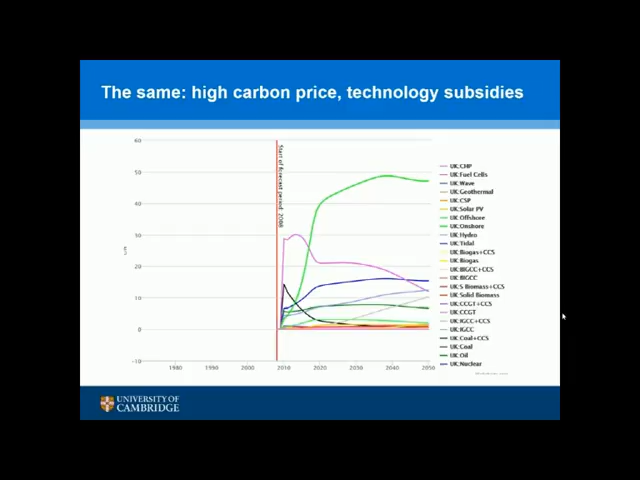 The same: high carbon price, technology subsidies
60
50
40
30
20
10
0
-10
Start of forecast period: 2008
1980
1990
2000
2010
2020
2030
2040
2050
UK:CHP
UK:Fuel Cells
UK:Wave
UK:Geothermal
UK:CSP
UK:Solar PV
UK:Offshore
UK:Onshore
UK:Hydro
UK:Tidal
UK:Biogas+CCS
UK:Biogas
UK:BIGCC+CCS
UK:BIGCC
UK:S Biomass+CCS
UK:Solid Biomass
UK:CCGT+CCS
UK:CCGT
UK:IGCC+CCS
UK:IGCC
UK:Coal+CCS
UK:Coal
UK:Oil
UK:Nuclear
UNIVERSITY OF
CAMBRIDGE